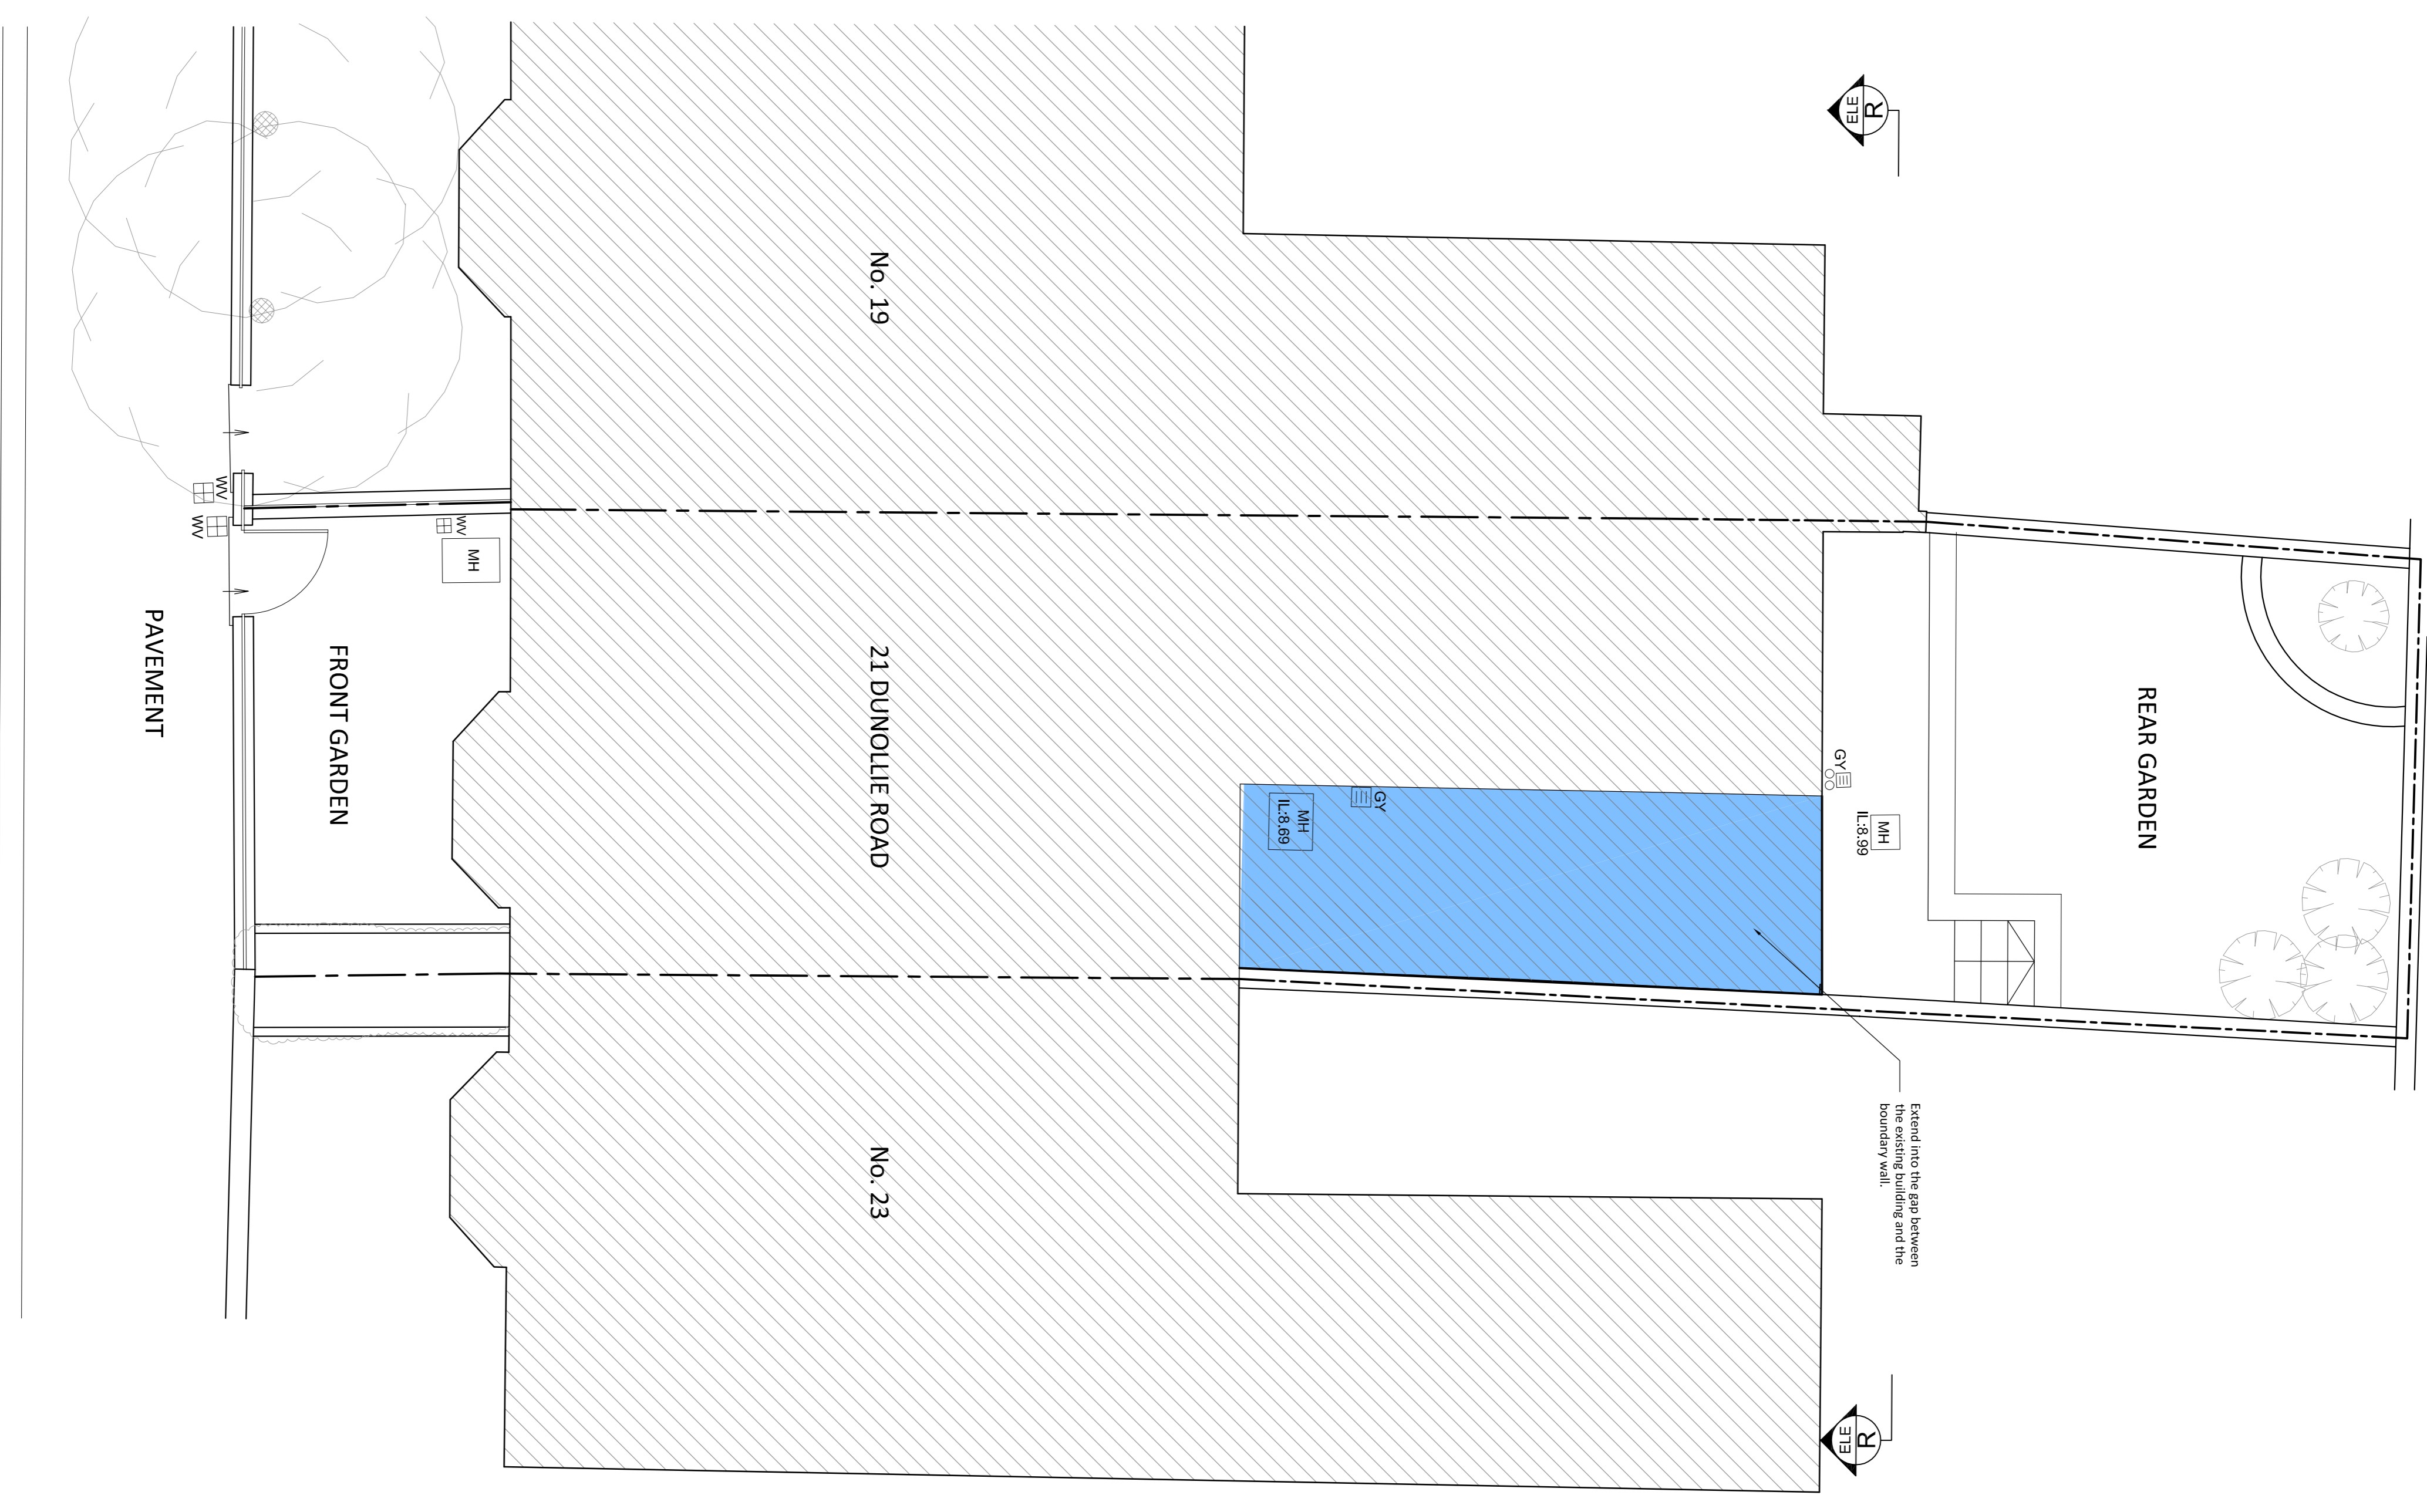 R
ELE
No. 19
WV
WV
WV
MH
PAVEMENT
FRONT GARDEN
21 DUNOLLIE ROAD
REAR GARDEN
GY
MH
IL:8.99
GY
MH
IL:8.69
Extend into the gap between
the existing building and the
boundary wall.
No. 23
R
ELE